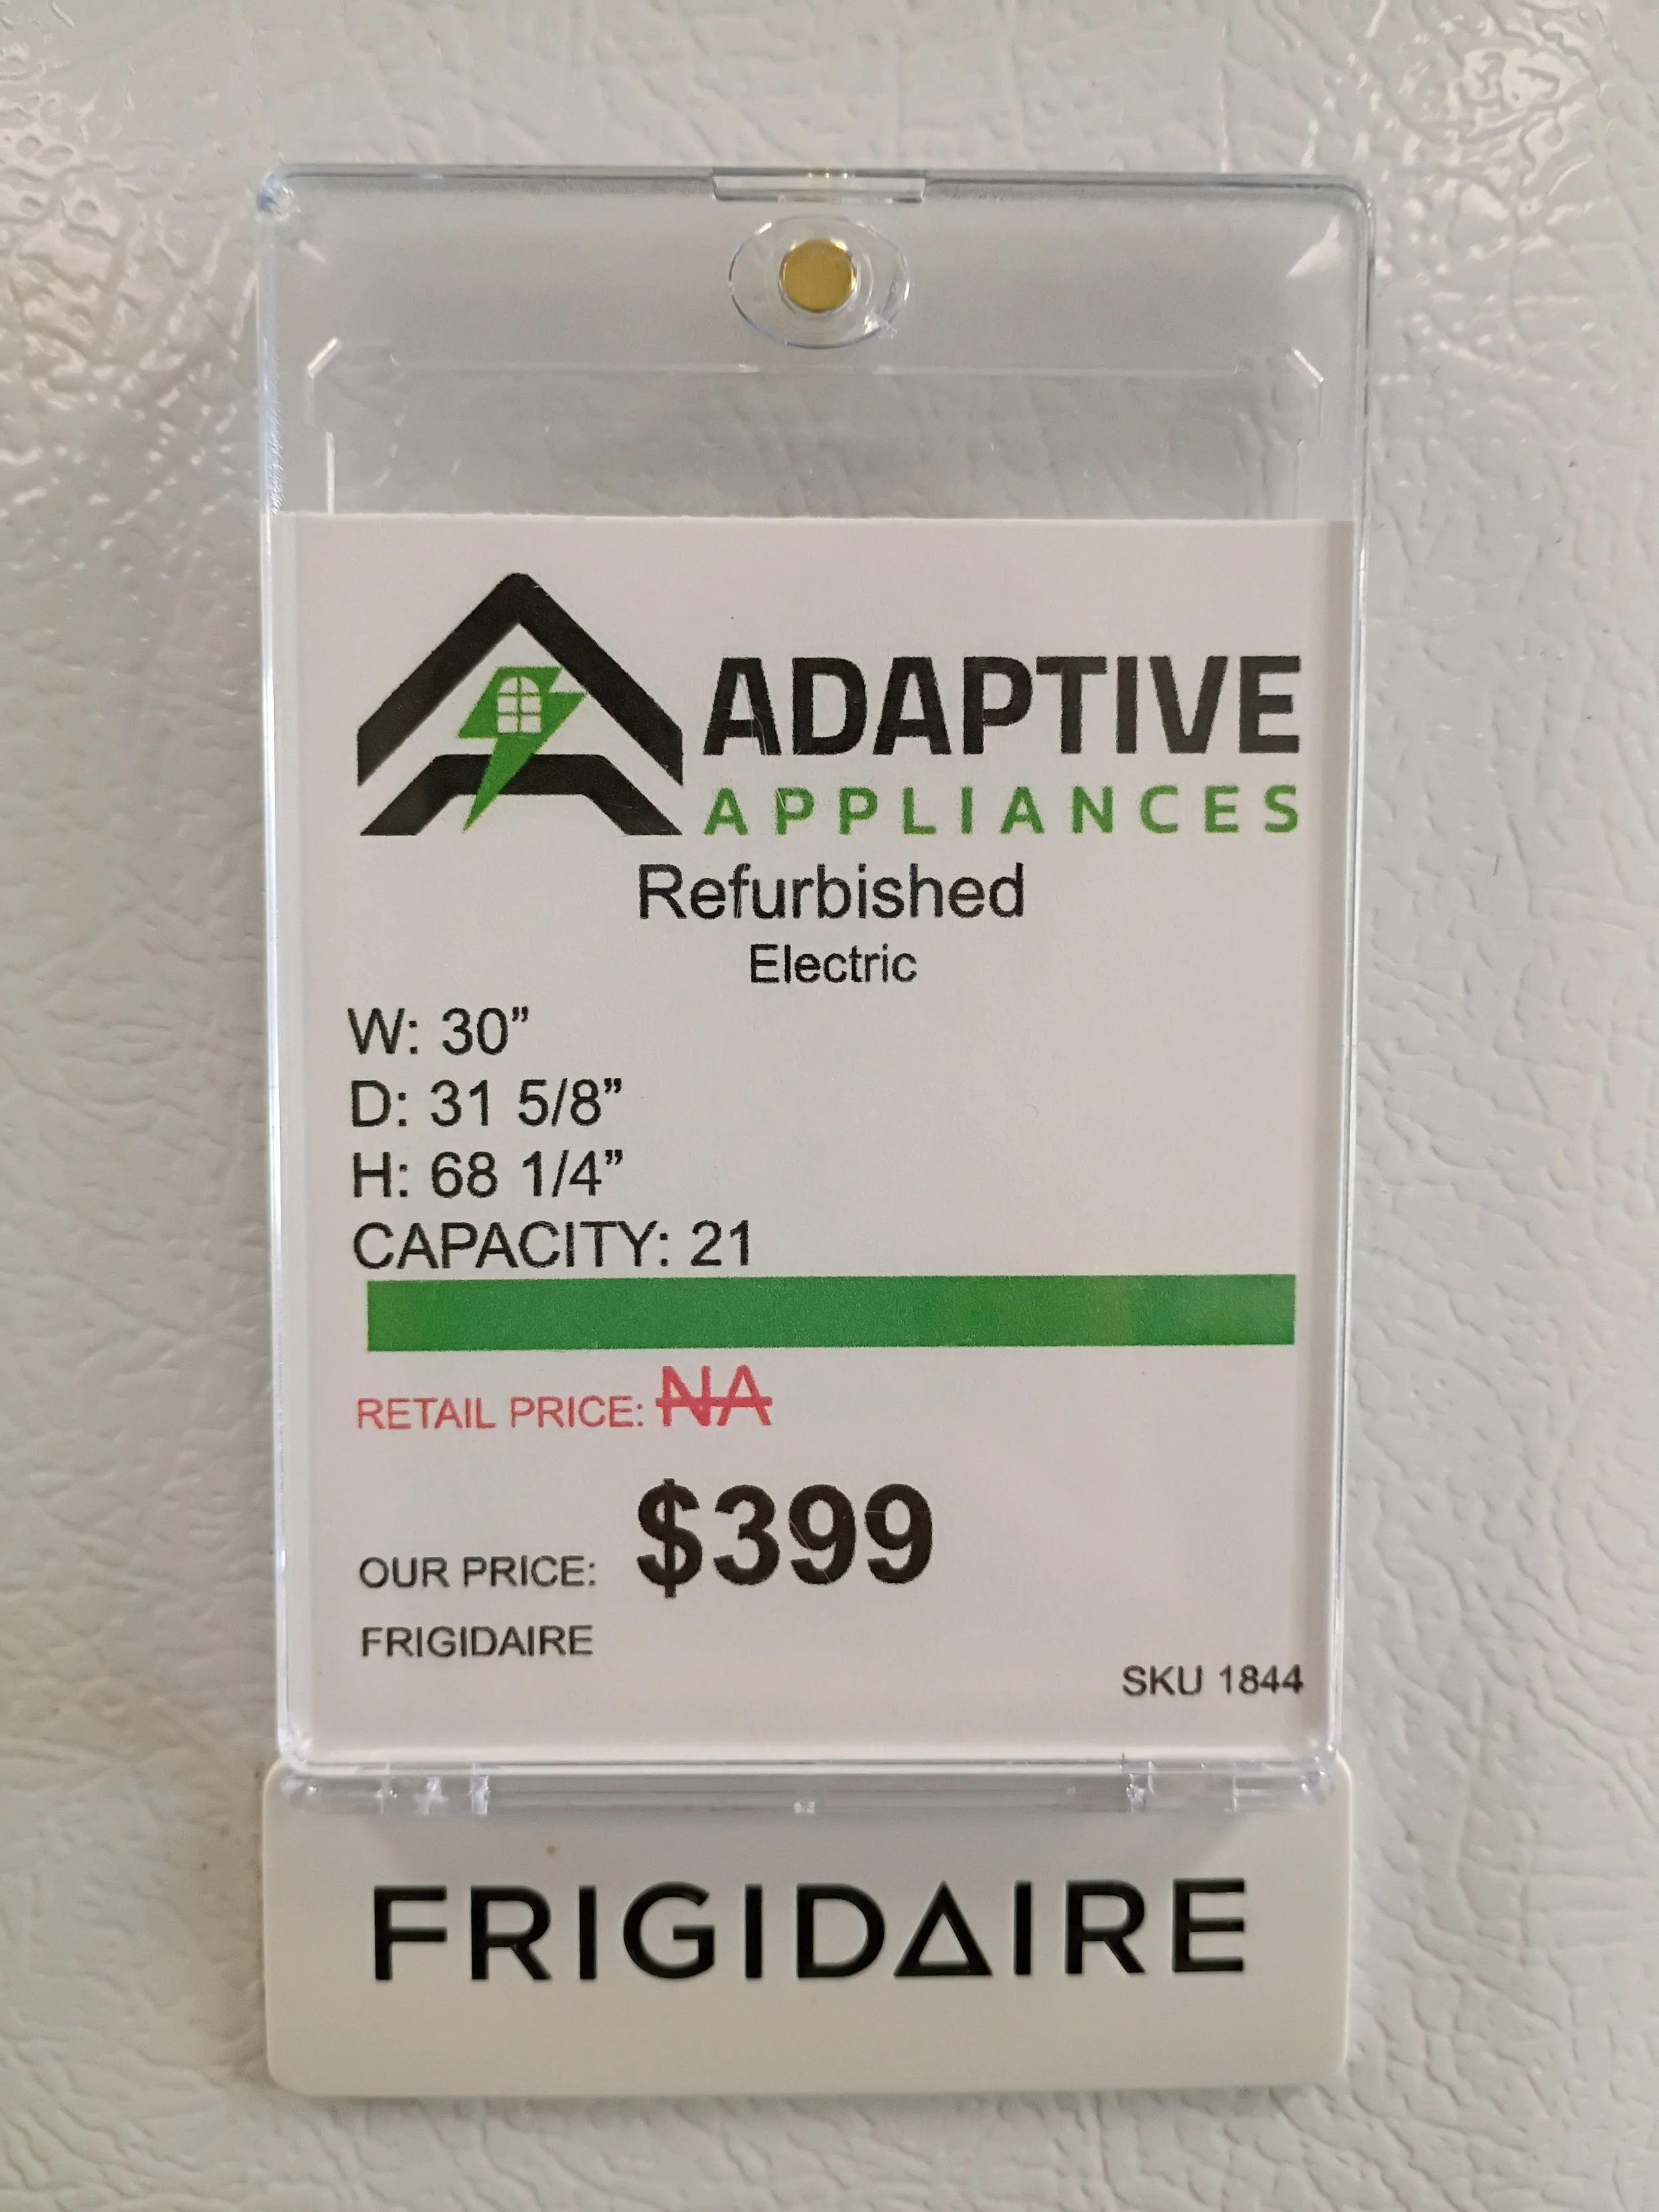 ADAPTIVE
APPLIANCES
Refurbished
Electric
W: 30”
D: 31 5/8”
H: 68 1/4”
CAPACITY: 21
RETAIL PRICE: NA
OUR PRICE: $399
FRIGIDAIRE
SKU 1844
FRIGIDAIRE